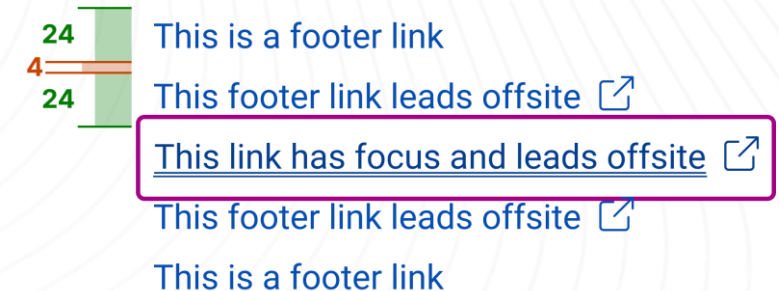 24
This is a footer link
4
24
This footer link leads offsite
This link has focus and leads offsite
This footer link leads offsite
This is a footer link